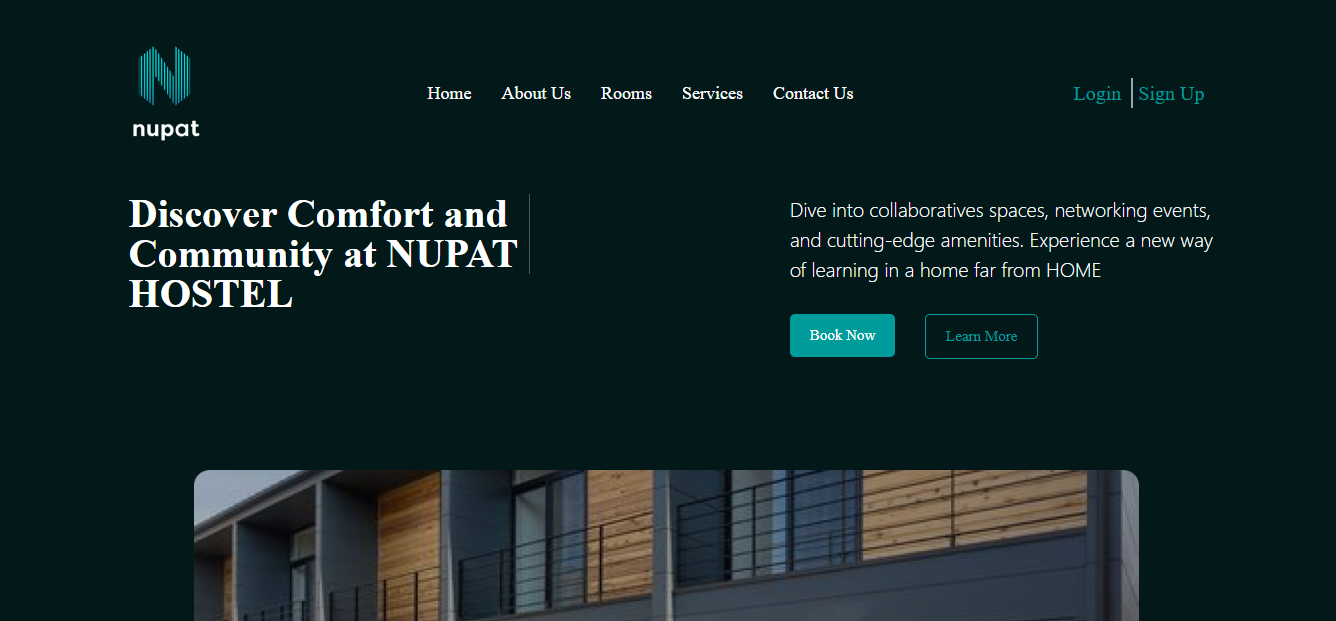 nupat
Home
About Us
Rooms
Services
Contact Us
Login
Sign Up
Discover Comfort and
Community at NUPAT
HOSTEL
Dive into collaboratives spaces, networking events,
and cutting-edge amenities. Experience a new way
of learning in a home far from HOME
Book Now
Learn More